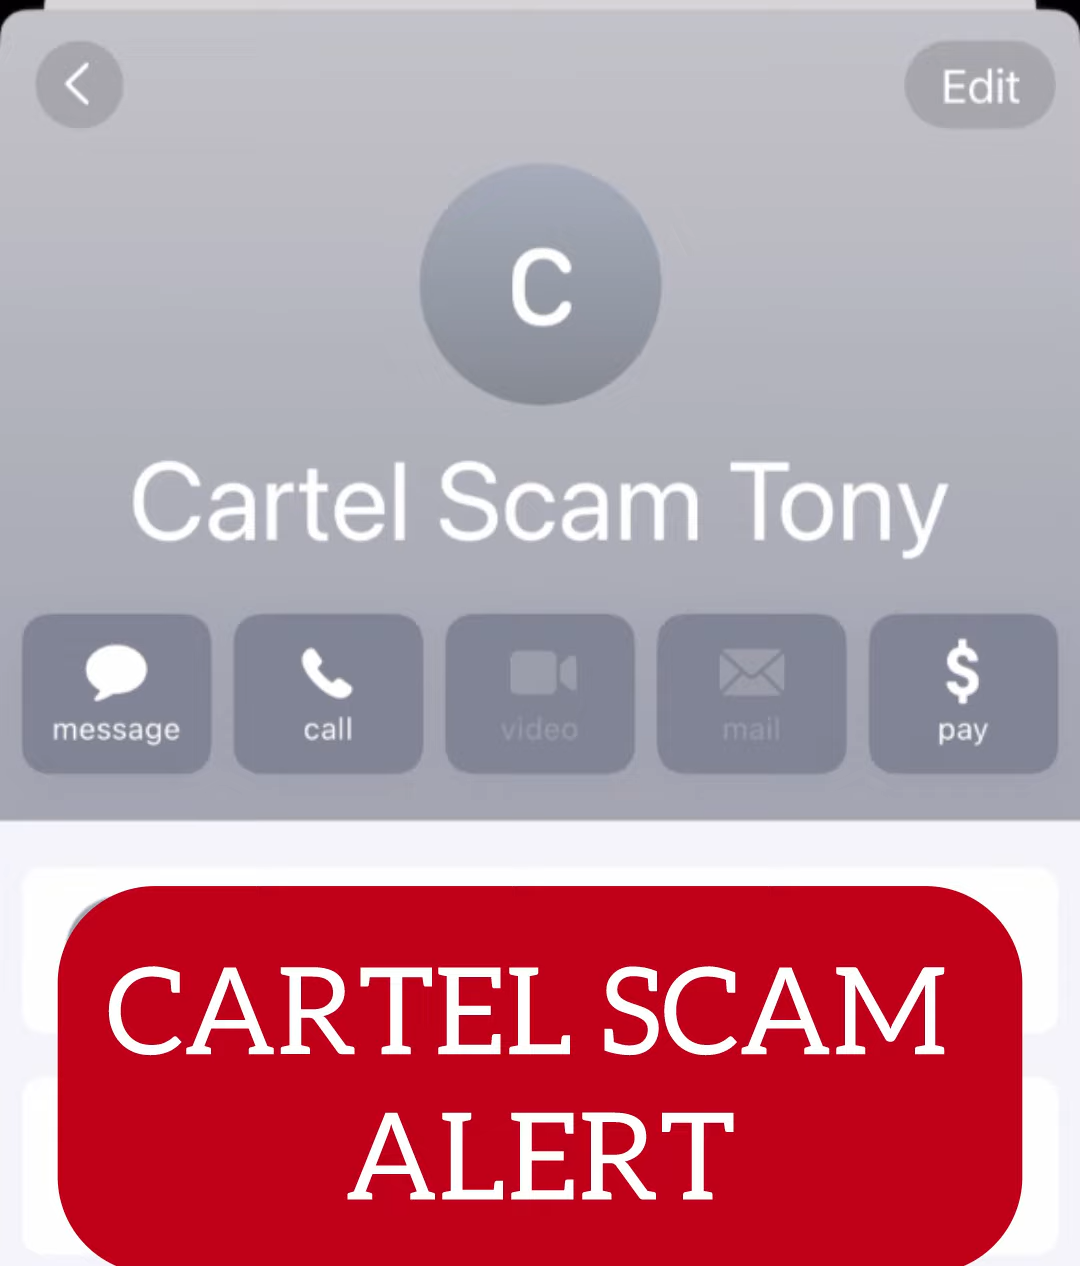 Edit
C
Cartel Scam Tony
message call video mail pay
CARTEL SCAM
ALERT